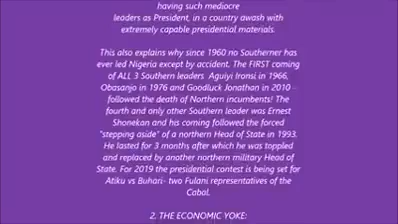 having such mediocre
leaders as President, in a country awash with
extremely capable presidential materials.
This also explains why since 1960 no Southerner has
ever led Nigeria except by accident. The FIRST coming
of ALL 3 Southern leaders Aguiyi Ironsi in 1966,
Obasanjo in 1976 and Goodluck Jonathan in 2010 -
followed the death of Northern incumbents! The
fourth and only other Southern leader was Ernest
Shonekan and his coming followed the forced
"stepping aside" of a northern Head of State in 1993.
He lasted for 3 months after which he was toppled
and replaced by another northern military Head of
State. For 2019 the presidential contest is being set for
Atiku vs Buhari- two Fulani representatives of the
Cabal.
2. THE ECONOMIC YOKE: